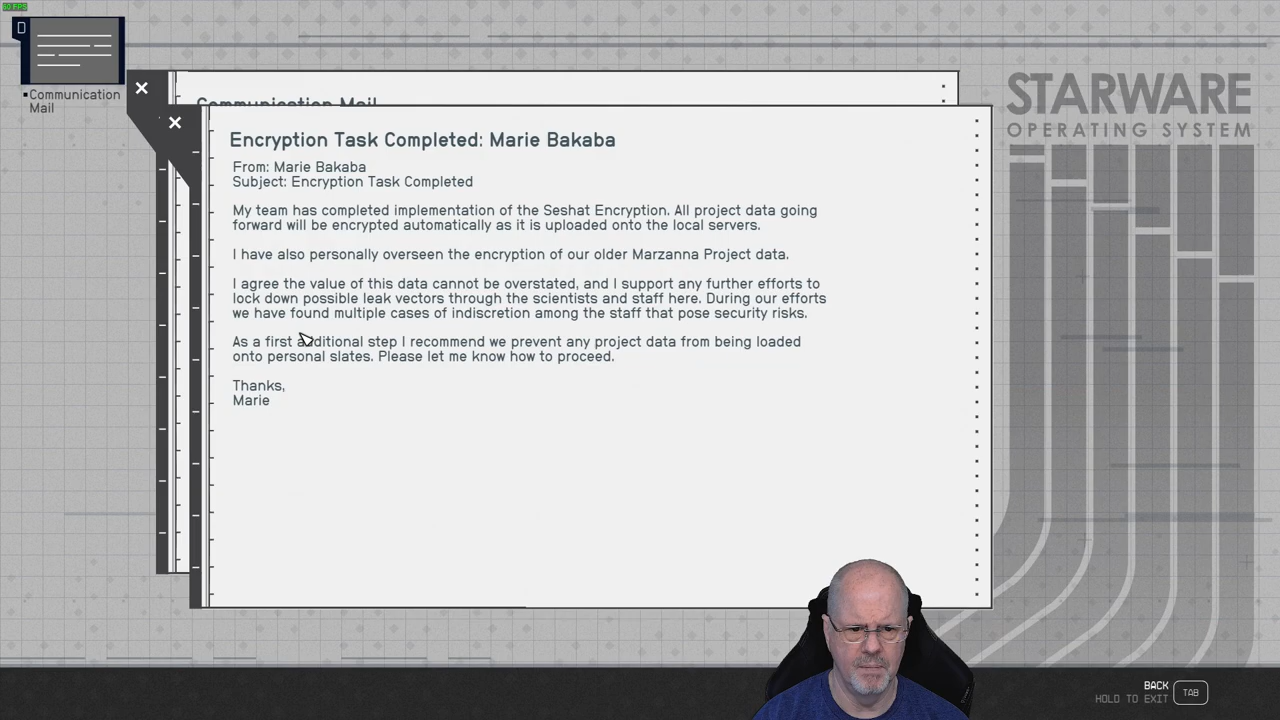 60 FPS
D
Communication
Mail
Communication Mail
Encryption Task Completed: Marie Bakaba
From: Marie Bakaba
Subject: Encryption Task Completed
My team has completed implementation of the Seshat Encryption. All project data going
forward will be encrypted automatically as it is uploaded onto the local servers.
I have also personally overseen the encryption of our older Marzanna Project data.
I agree the value of this data cannot be overstated, and I support any further efforts to
lock down possible leak vectors through the scientists and staff here. During our efforts
we have found multiple cases of indiscretion among the staff that pose security risks.
As a first additional step I recommend we prevent any project data from being loaded
onto personal slates. Please let me know how to proceed.
Thanks,
Marie
STARWARE
OPERATING SYSTEM
BACK
HOLD TO EXIT
TAB